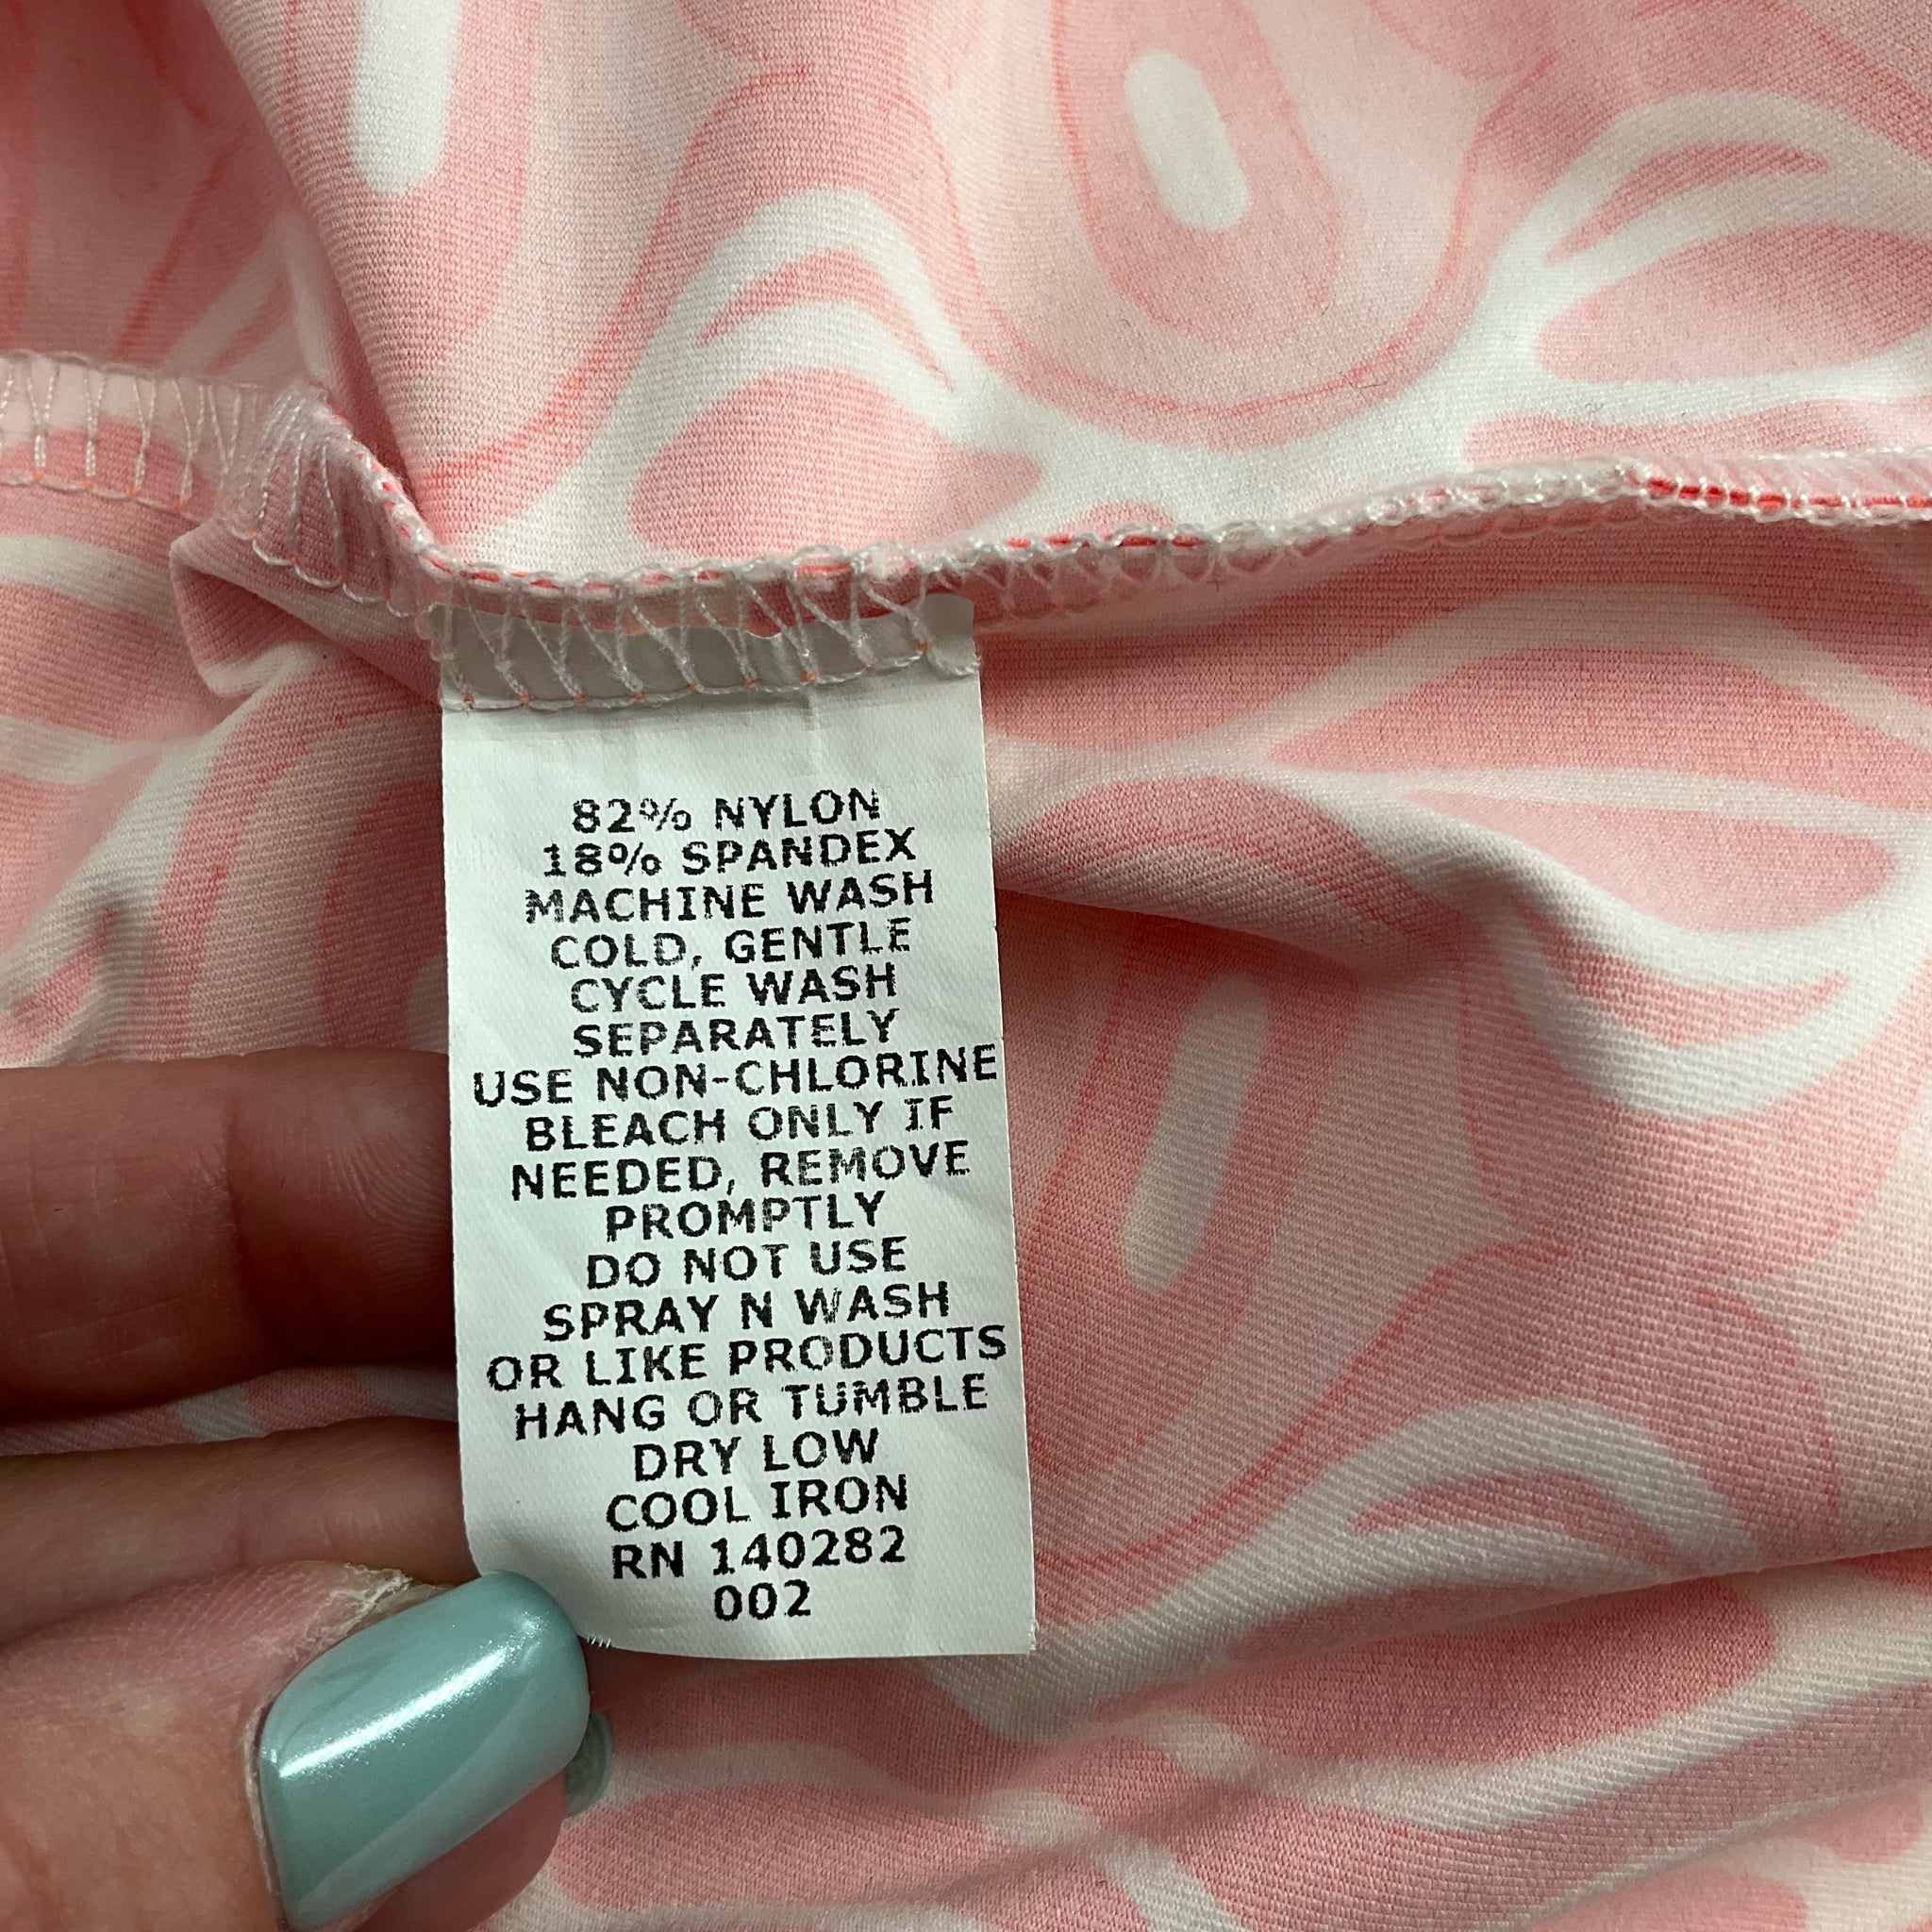 82% NYLON
18% SPANDEX
MACHINE WASH
COLD, GENTLE
CYCLE WASH
SEPARATELY
USE NON-CHLORINE
BLEACH ONLY IF
NEEDED, REMOVE
PROMPTLY
DO NOT USE
SPRAY N WASH
OR LIKE PRODUCTS
HANG OR TUMBLE
DRY LOW
COOL IRON
RN 140282
002